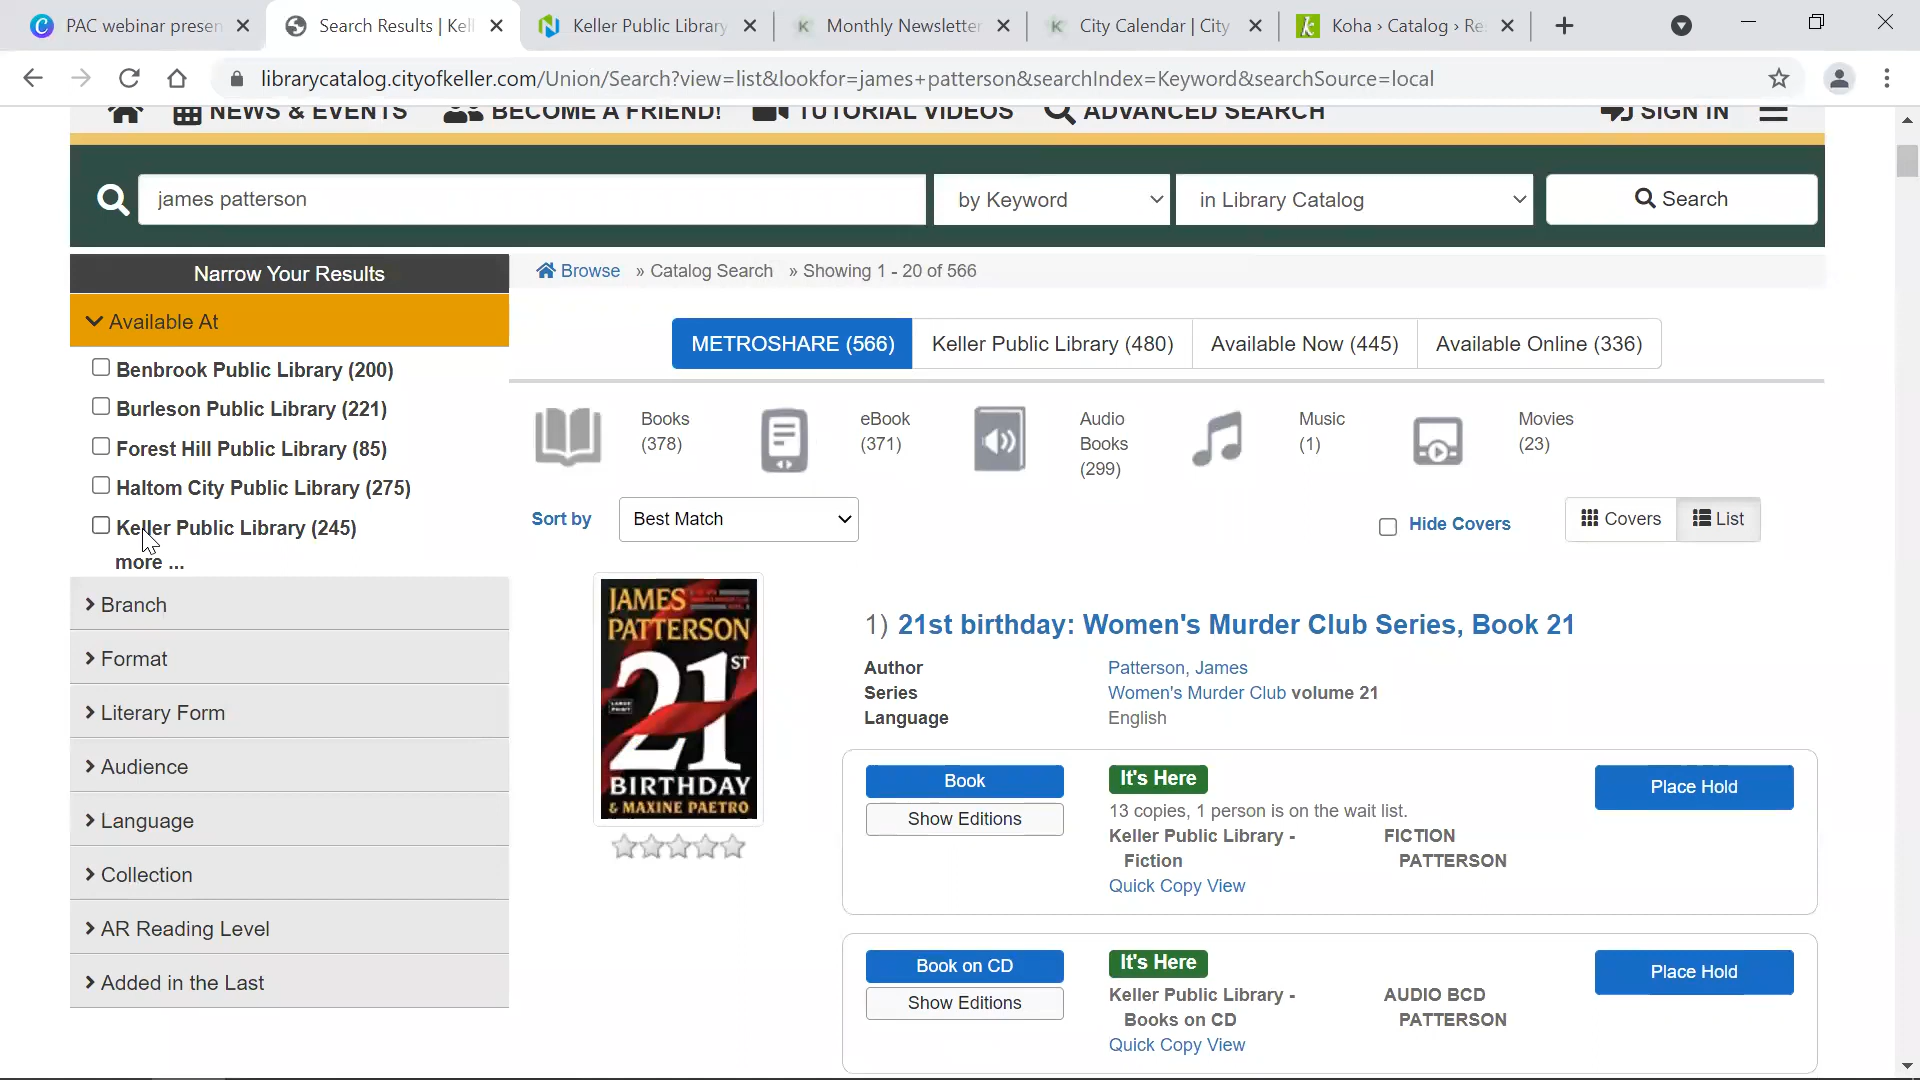 PAC webinar presen
Search Results | Kell
Keller Public Library
Monthly Newsletter
City Calendar | City
Koha › Catalog › Re
librarycatalog.cityofkeller.com/Union/Search?view=list&lookfor=james+patterson&searchIndex=Keyword&searchSource=local
NEWS & EVENTS
BECOME A FRIEND!
TUTORIAL VIDEOS
ADVANCED SEARCH
SIGN IN
james patterson
by Keyword
in Library Catalog
Search
Narrow Your Results
Browse » Catalog Search » Showing 1 - 20 of 566
Available At
Benbrook Public Library (200)
Burleson Public Library (221)
Forest Hill Public Library (85)
Haltom City Public Library (275)
Keller Public Library (245)
more ...
Branch
Format
Literary Form
Audience
Language
Collection
AR Reading Level
Added in the Last
METROSHARE (566)
Keller Public Library (480)
Available Now (445)
Available Online (336)
Books
(378)
eBook
(371)
Audio
Books
(299)
Music
(1)
Movies
(23)
Sort by
Best Match
Hide Covers
Covers
List
JAMES
PATTERSON
21ST
BIRTHDAY
& MAXINE PAETRO
1) 21st birthday: Women's Murder Club Series, Book 21
Author Patterson, James
Series Women's Murder Club volume 21
Language English
Book
Show Editions
It's Here
13 copies, 1 person is on the wait list.
Keller Public Library - FICTION
Fiction PATTERSON
Quick Copy View
Place Hold
Book on CD
Show Editions
It's Here
Keller Public Library - AUDIO BCD
Books on CD PATTERSON
Quick Copy View
Place Hold